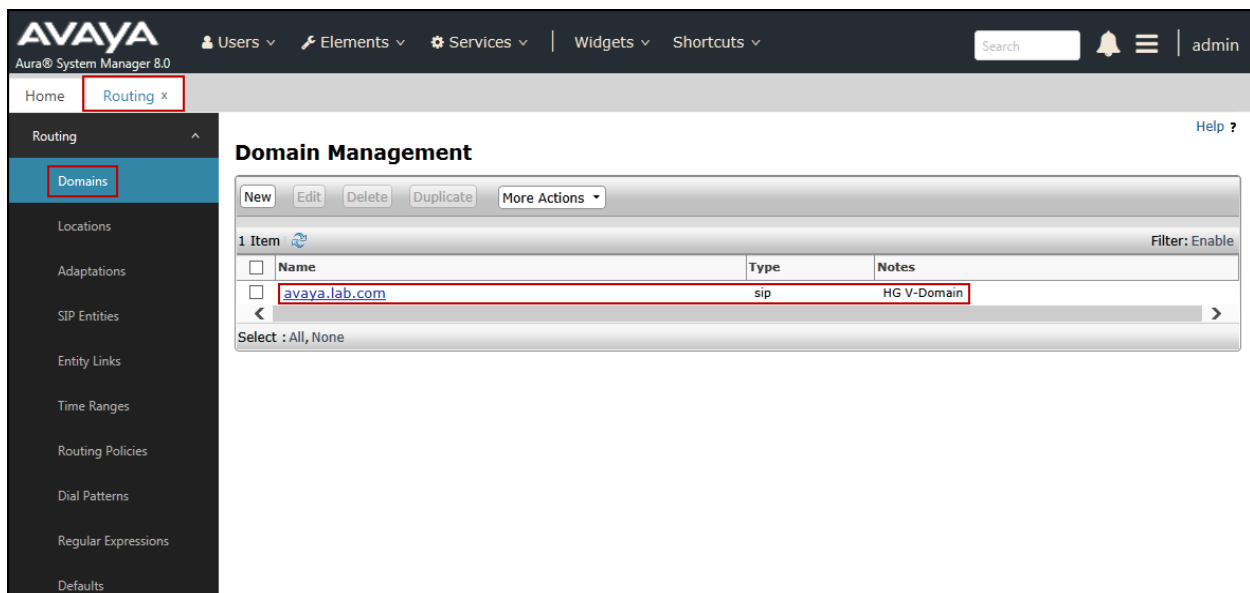 AVAYA
Aura® System Manager 8.0
Users Elements Services | Widgets Shortcuts Search | admin
Home Routing x
Routing
Domains
Locations
Adaptations
SIP Entities
Entity Links
Time Ranges
Routing Policies
Dial Patterns
Regular Expressions
Defaults
Help ?
Domain Management
New Edit Delete Duplicate More Actions
1 Item Filter: Enable
Name Type Notes
avaya.lab.com sip HG V-Domain
Select : All, None